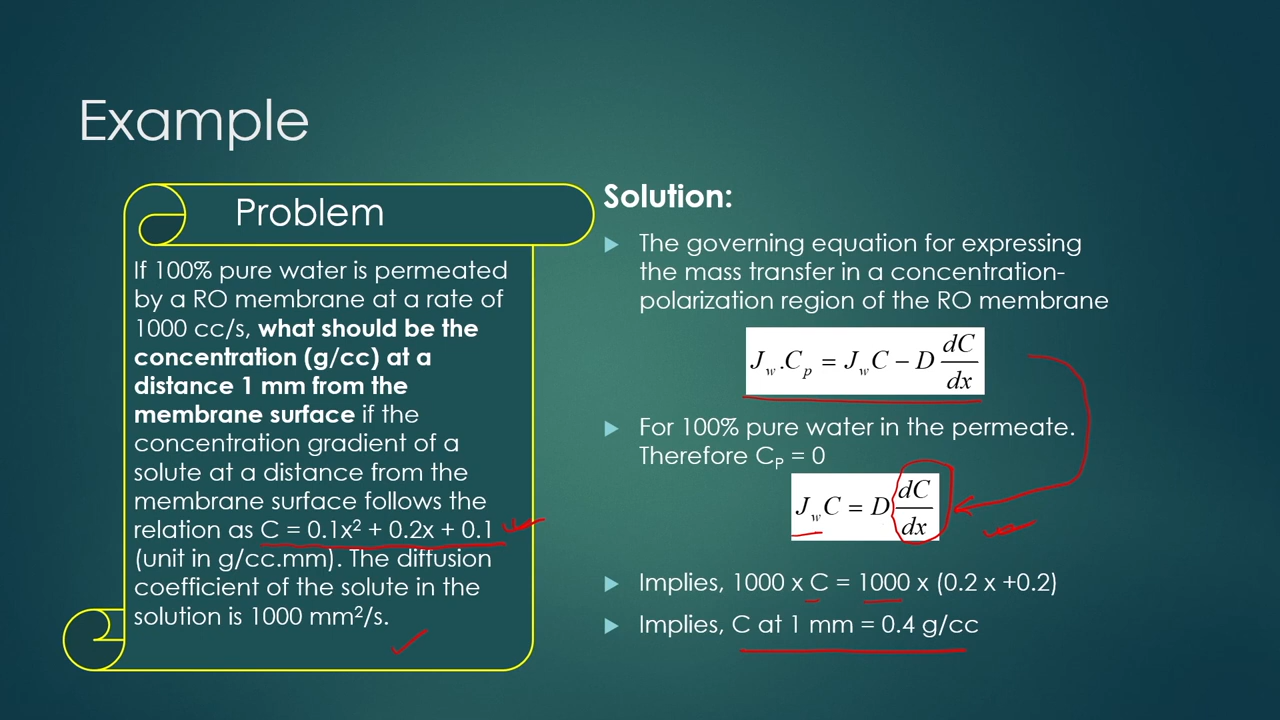 Example
Problem
If 100% pure water is permeated
by a RO membrane at a rate of
1000 cc/s, what should be the
concentration (g/cc) at a
distance 1 mm from the
membrane surface if the
concentration gradient of a
solute at a distance from the
membrane surface follows the
relation as C = 0.1x² + 0.2x + 0.1
(unit in g/cc.mm). The diffusion
coefficient of the solute in the
solution is 1000 mm²/s.
Solution:
The governing equation for expressing
the mass transfer in a concentration-
polarization region of the RO membrane
J_w.C_p = J_wC − D dC/dx
For 100% pure water in the permeate.
Therefore C_P = 0
J_wC = D dC/dx
Implies, 1000 x C = 1000 x (0.2 x +0.2)
Implies, C at 1 mm = 0.4 g/cc